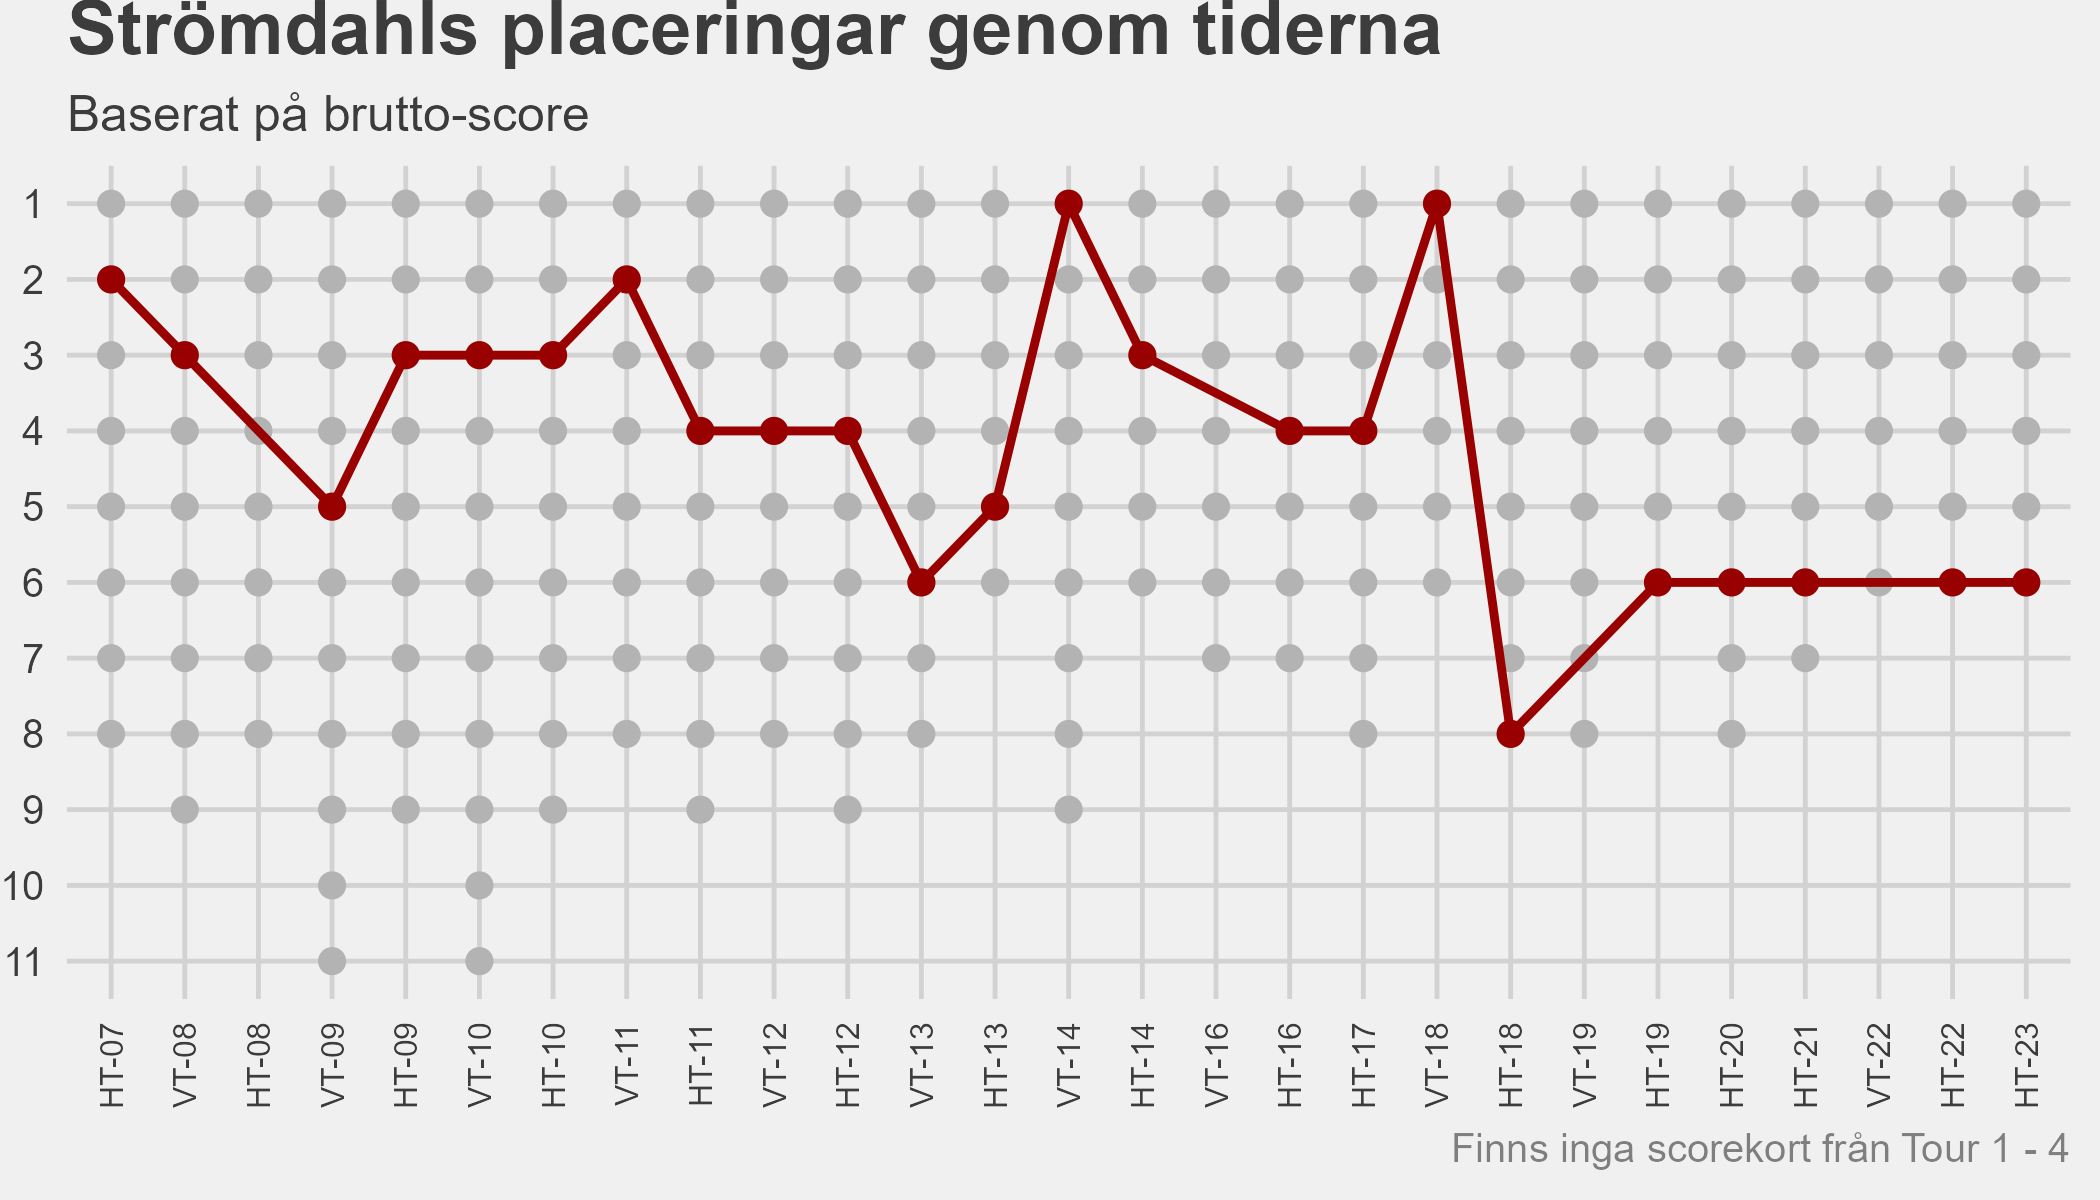 Strömdahls placeringar genom tiderna
Baserat på brutto-score
1
2
3
4
5
6
7
8
9
10
11
HT-07 VT-08 HT-08 VT-09 HT-09 VT-10 HT-10 VT-11 HT-11 VT-12 HT-12 VT-13 HT-13 VT-14 HT-14 VT-16 HT-16 HT-17 VT-18 HT-18 VT-19 HT-19 HT-20 HT-21 VT-22 HT-22 HT-23
Finns inga scorekort från Tour 1 - 4